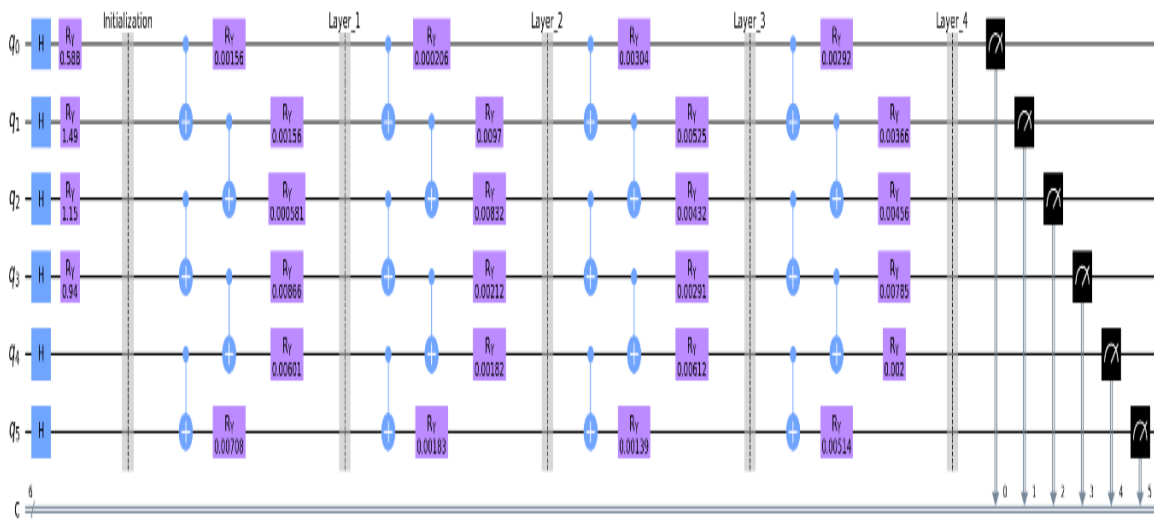 Initialization Layer_1 Layer_2 Layer_3 Layer_4
q0 H RY 0.588 RY 0.00156 RY 0.000206 RY 0.00304 RY 0.00292
q1 H RY 1.49 RY 0.00156 RY 0.0097 RY 0.00525 RY 0.00366
q2 H RY 1.15 RY 0.000581 RY 0.00832 RY 0.00432 RY 0.00456
q3 H RY 0.94 RY 0.00866 RY 0.00212 RY 0.00291 RY 0.00785
q4 H RY 0.00601 RY 0.00182 RY 0.00612 RY 0.002
q5 H RY 0.00708 RY 0.00183 RY 0.00139 RY 0.00514
c 6 0 1 2 3 4 5